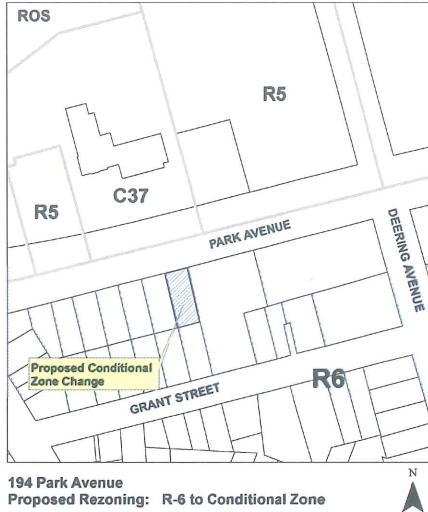 ROS
R5
R5
C37
PARK AVENUE
DEERING AVENUE
Proposed Conditional
Zone Change
R6
GRANT STREET
194 Park Avenue
Proposed Rezoning: R-6 to Conditional Zone
N